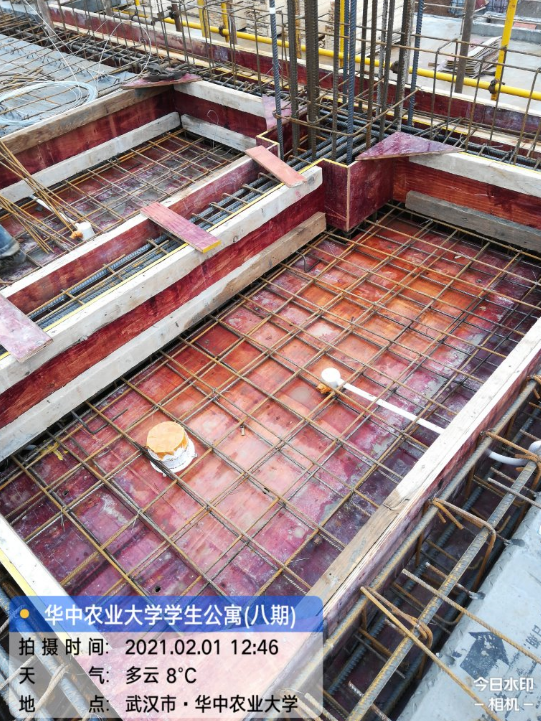 华中农业大学学生公寓(八期)
拍摄时间: 2021.02.01 12:46
天气: 多云 8°C
地点: 武汉市·华中农业大学
今日水印
相机